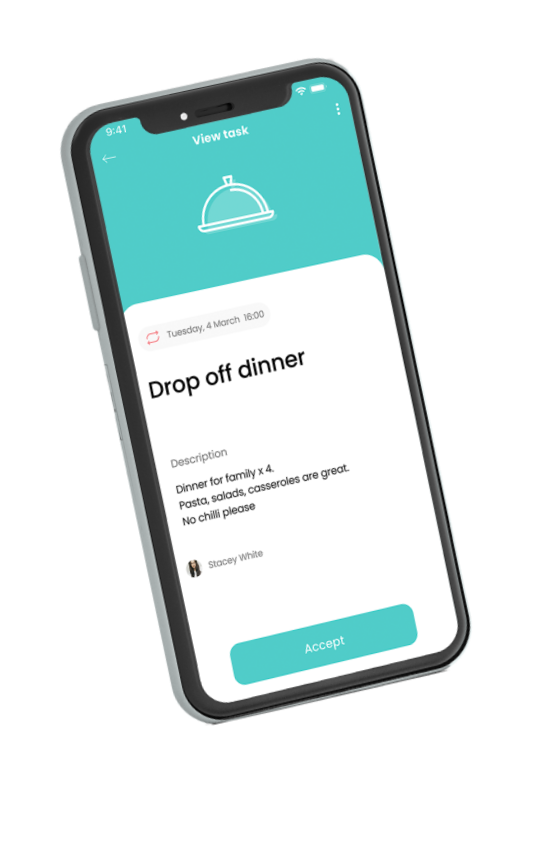 9:41
View task
Tuesday, 4 March 16:00
Drop off dinner
Description
Dinner for family x 4.
Pasta, salads, casseroles are great.
No chilli please
Stacey White
Accept